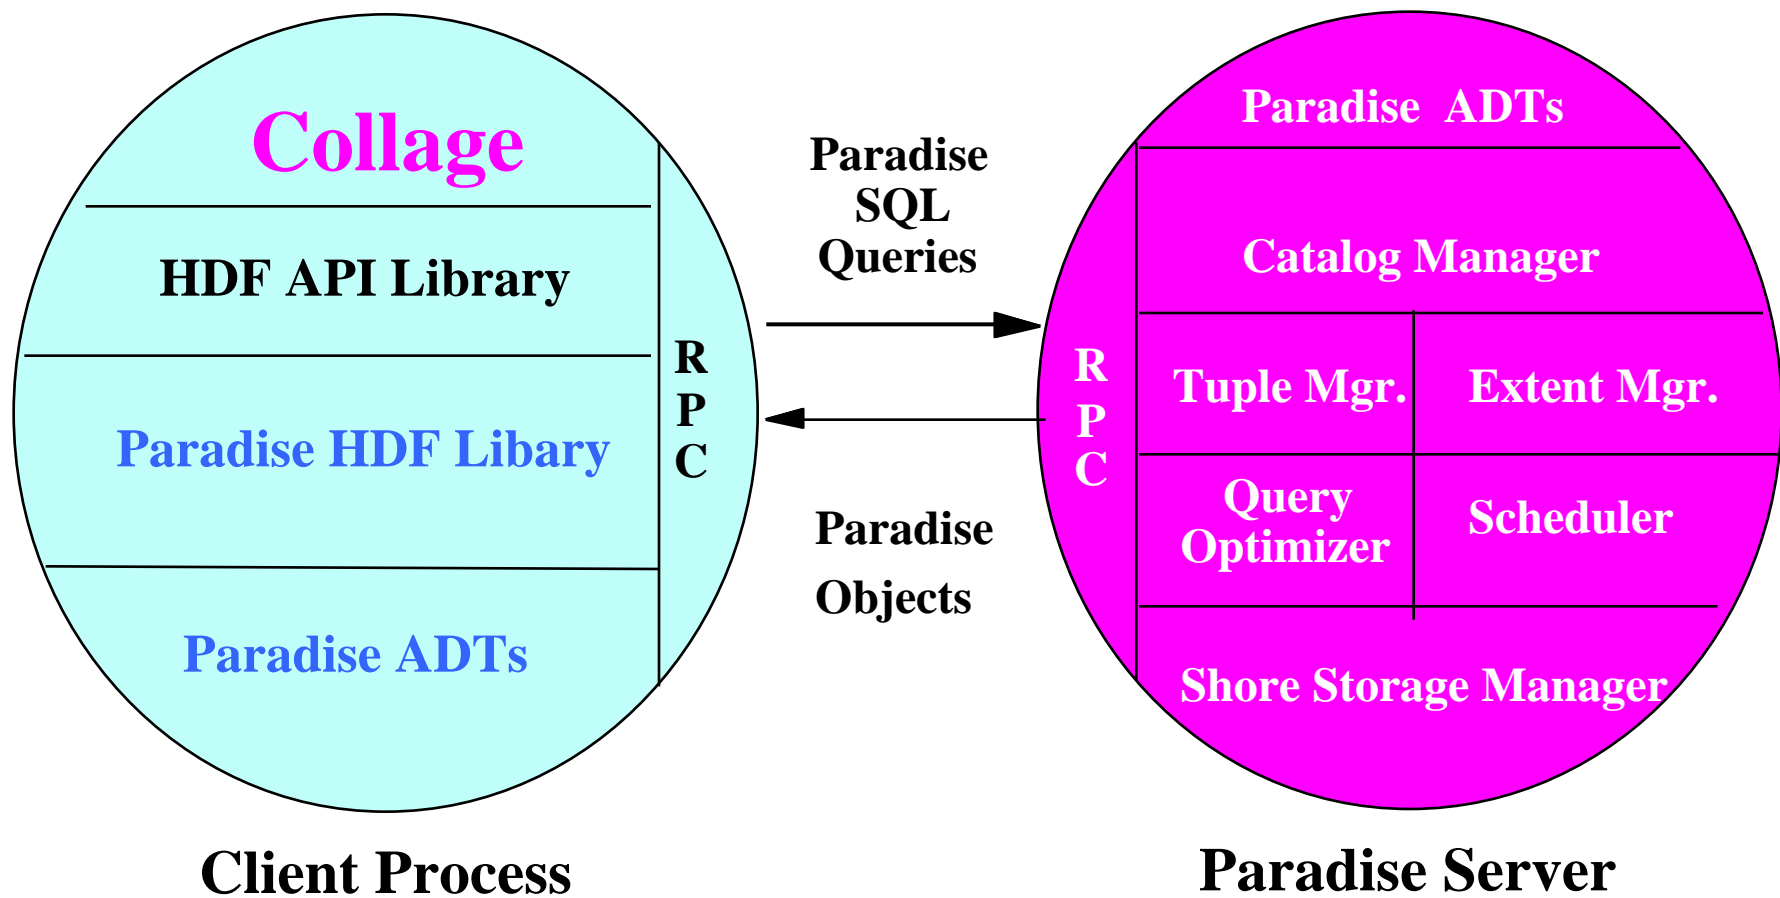 Collage
HDF API Library
Paradise HDF Libary
Paradise ADTs
R
P
C
Client Process
Paradise
SQL
Queries
Paradise
Objects
R
P
C
Paradise ADTs
Catalog Manager
Tuple Mgr.
Extent Mgr.
Query
Optimizer
Scheduler
Shore Storage Manager
Paradise Server